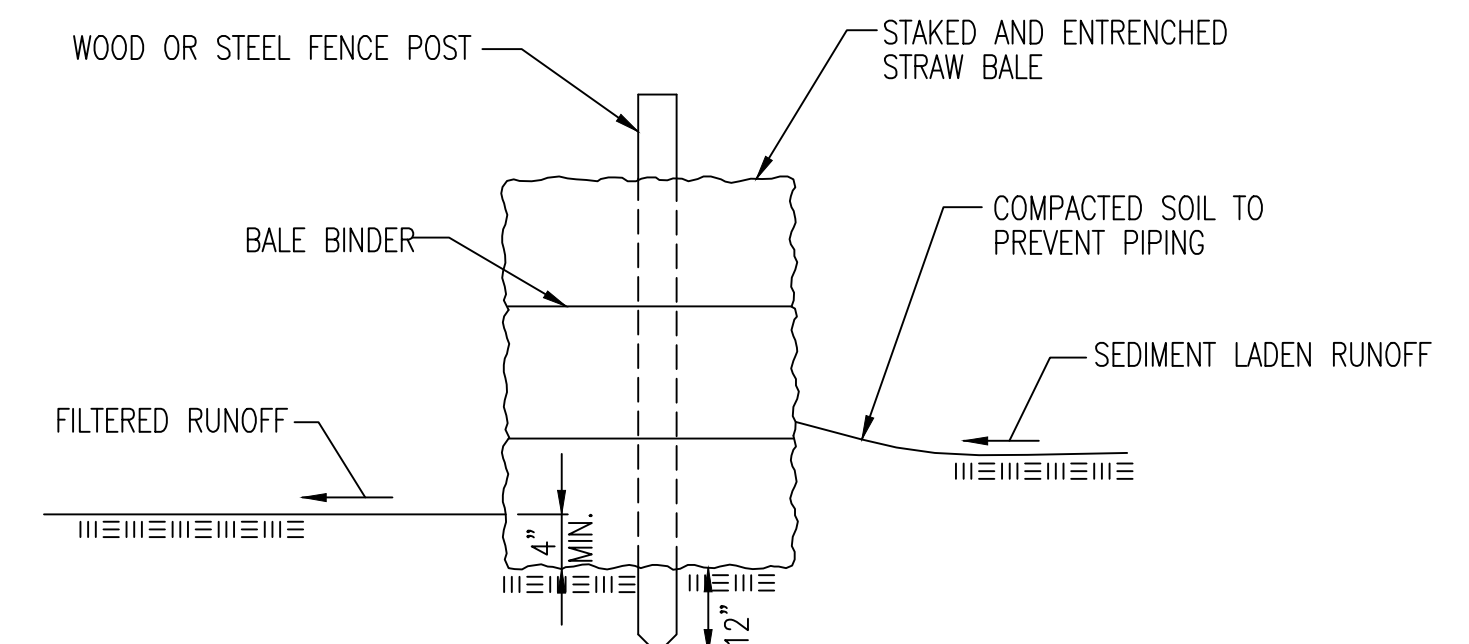 WOOD OR STEEL FENCE POST
STAKED AND ENTRENCHED
STRAW BALE
BALE BINDER
COMPACTED SOIL TO
PREVENT PIPING
SEDIMENT LADEN RUNOFF
FILTERED RUNOFF
4"
MIN.
12"